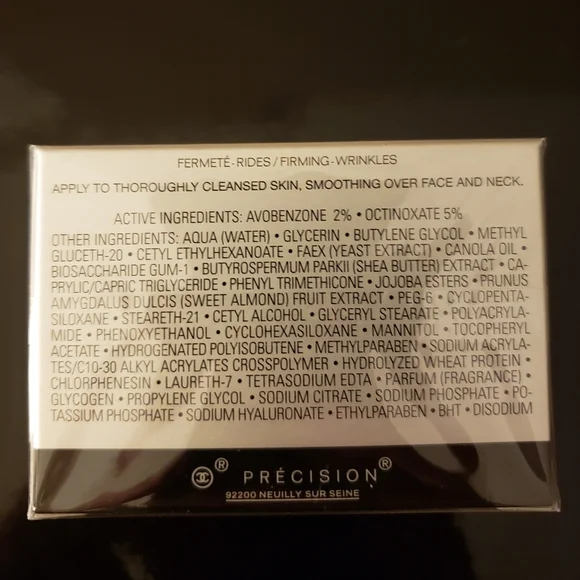 FERMETÉ-RIDES / FIRMING-WRINKLES
APPLY TO THOROUGHLY CLEANSED SKIN, SMOOTHING OVER FACE AND NECK.
ACTIVE INGREDIENTS: AVOBENZONE 2% • OCTINOXATE 5%
OTHER INGREDIENTS: AQUA (WATER) • GLYCERIN • BUTYLENE GLYCOL • METHYL
GLUCETH-20 • CETYL ETHYLHEXANOATE • FAEX (YEAST EXTRACT) • CANOLA OIL •
BIOSACCHARIDE GUM-1 • BUTYROSPERMUM PARKII (SHEA BUTTER) EXTRACT • CA-
PRYLIC/CAPRIC TRIGLYCERIDE • PHENYL TRIMETHICONE • JOJOBA ESTERS • PRUNUS
AMYGDALUS DULCIS (SWEET ALMOND) FRUIT EXTRACT • PEG-6 • CYCLOPENTA-
SILOXANE • STEARETH-21 • CETYL ALCOHOL • GLYCERYL STEARATE • POLYACRYLA-
MIDE • PHENOXYETHANOL • CYCLOHEXASILOXANE • MANNITOL • TOCOPHERYL
ACETATE • HYDROGENATED POLYISOBUTENE • METHYLPARABEN • SODIUM ACRYLA-
TES/C10-30 ALKYL ACRYLATES CROSSPOLYMER • HYDROLYZED WHEAT PROTEIN •
CHLORPHENESIN • LAURETH-7 • TETRASODIUM EDTA • PARFUM (FRAGRANCE) •
GLYCOGEN • PROPYLENE GLYCOL • SODIUM CITRATE • SODIUM PHOSPHATE • PO-
TASSIUM PHOSPHATE • SODIUM HYALURONATE • ETHYLPARABEN • BHT • DISODIUM
® PRÉCISION®
92200 NEUILLY SUR SEINE